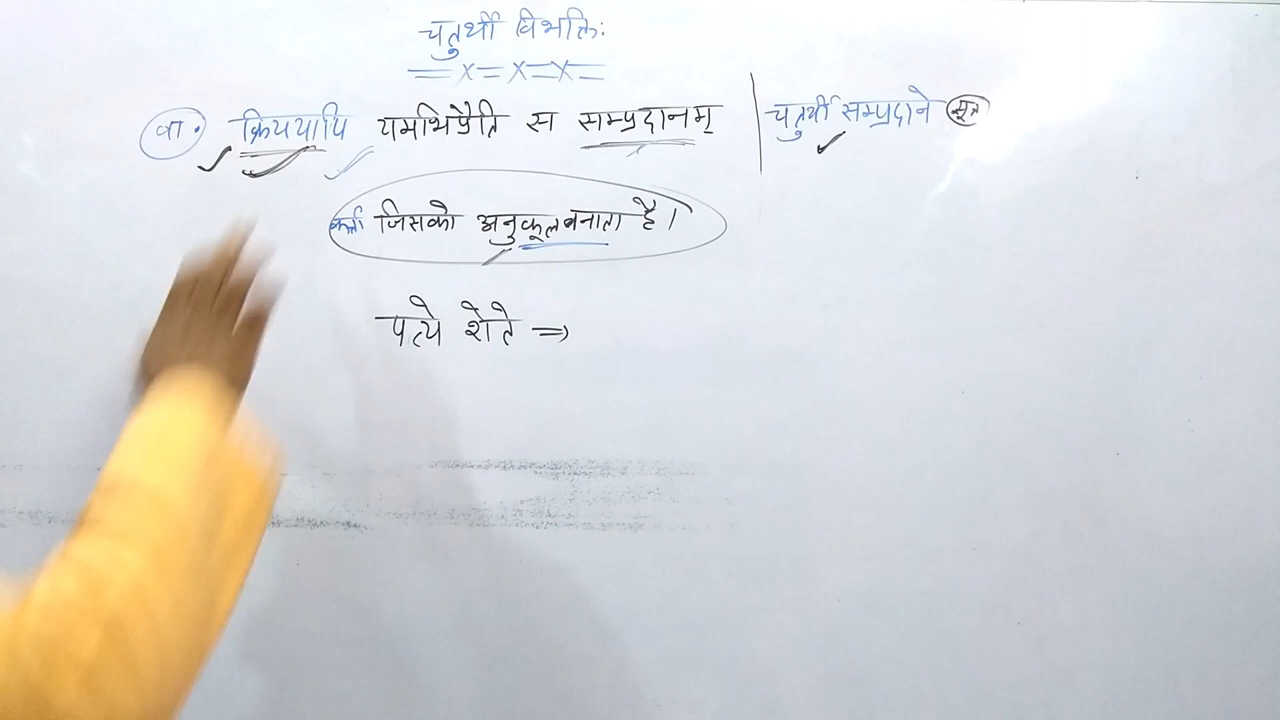 चतुर्थी विभक्तिः
वा. क्रिययापि यमभिप्रैति स सम्प्रदानम् चतुर्थी सम्प्रदाने सूत्र
कर्ता जिसको अनुकूल बनाता है।
पत्ये शेते ⇒